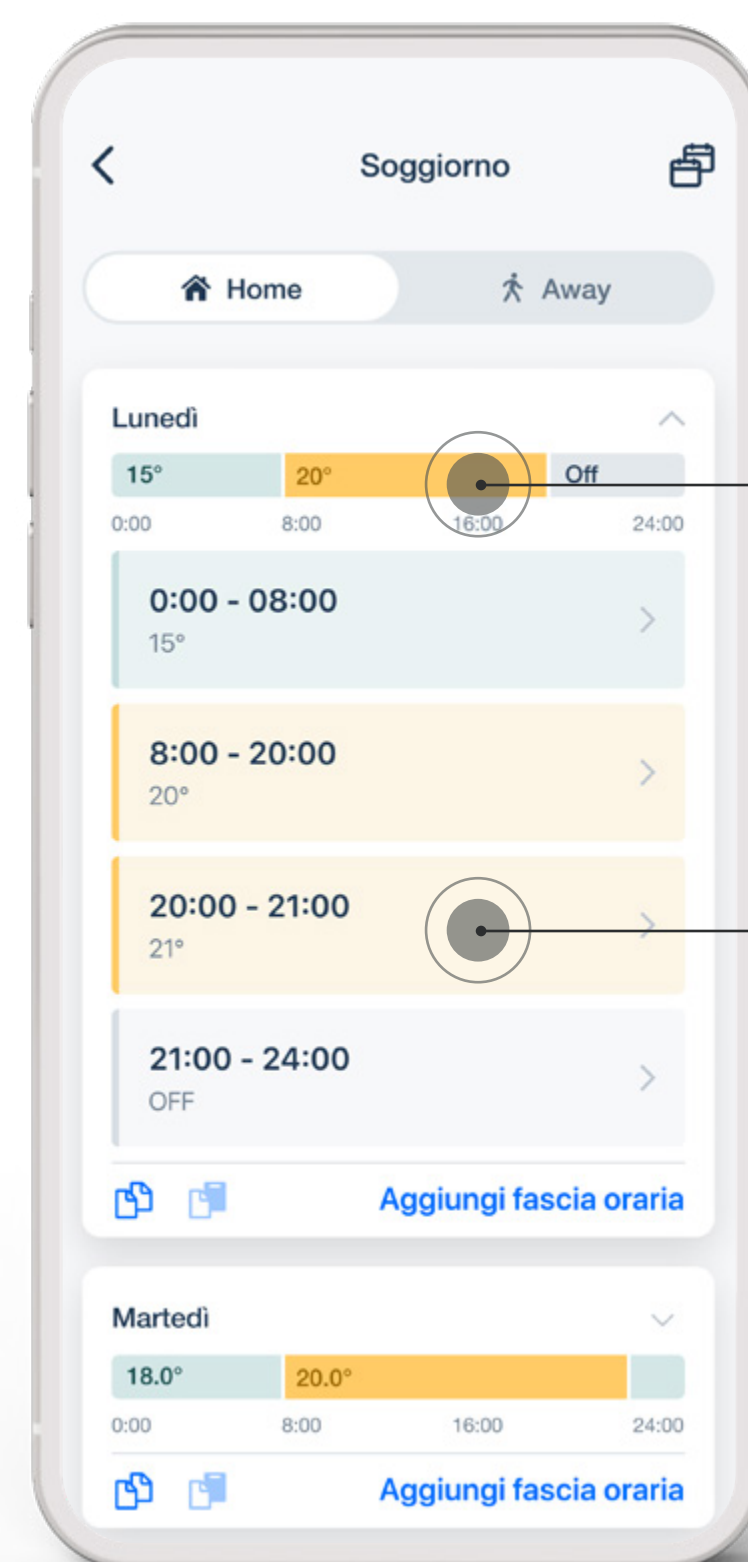 Soggiorno
Home Away
Lunedì
15° 20° Off
0:00 8:00 16:00 24:00
0:00 - 08:00
15°
8:00 - 20:00
20°
20:00 - 21:00
21°
21:00 - 24:00
OFF
Aggiungi fascia oraria
Martedì
18.0° 20.0°
0:00 8:00 16:00 24:00
Aggiungi fascia oraria